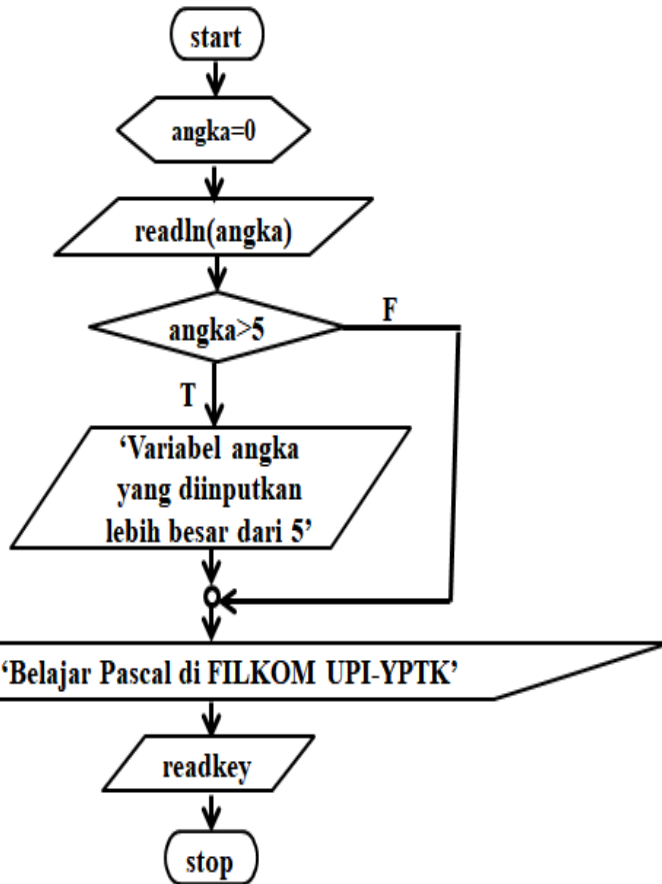 start
angka=0
readln(angka)
angka>5
F
T
‘Variabel angka
yang diinputkan
lebih besar dari 5’
‘Belajar Pascal di FILKOM UPI-YPTK’
readkey
stop